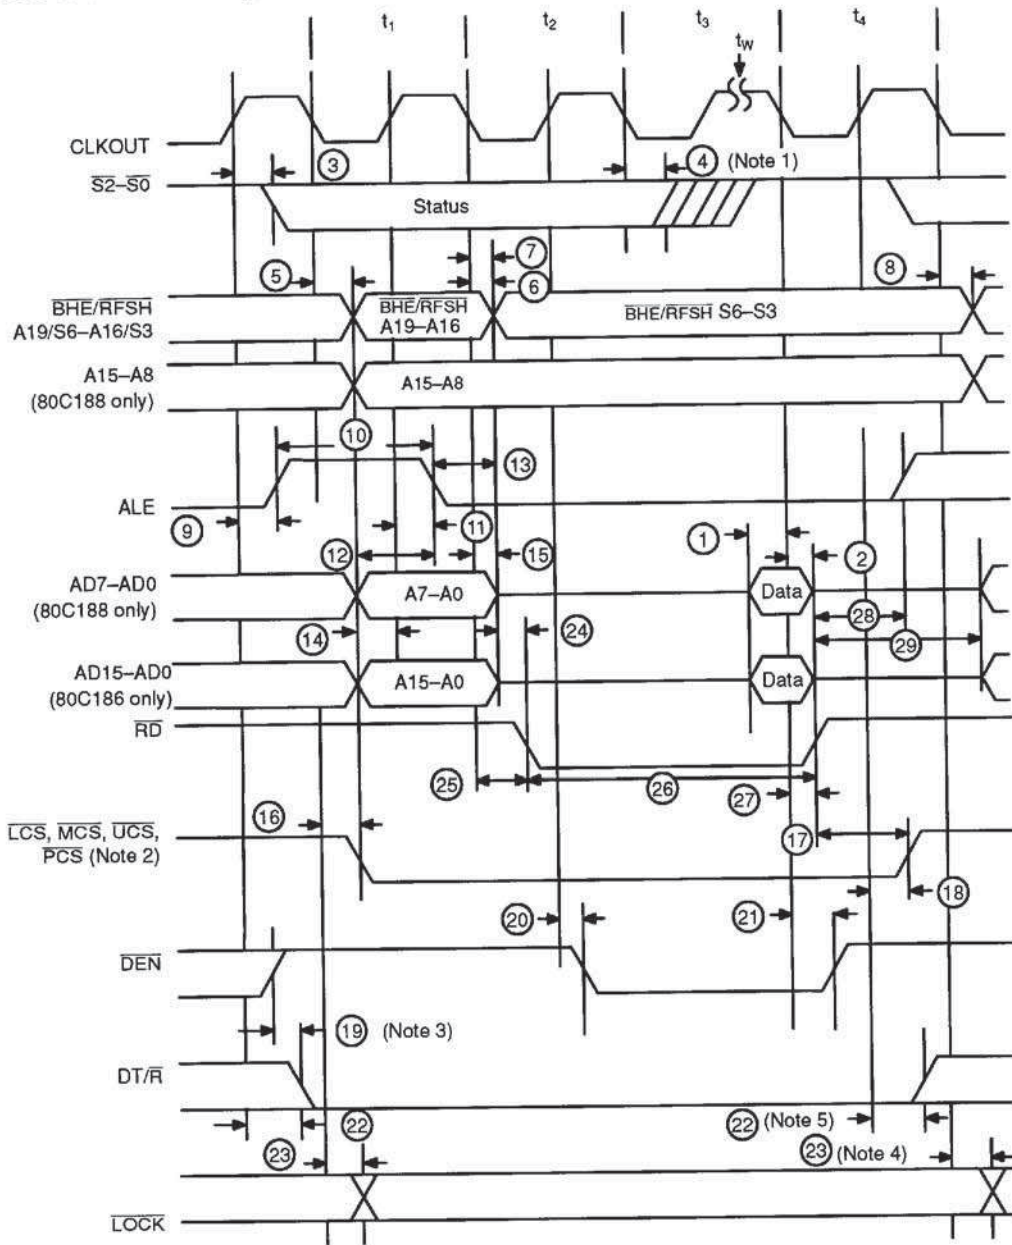 t1 t2 t3 t4
tW
CLKOUT
3
4 (Note 1)
S2–S0
Status
7
5
6
8
BHE/RFSH
A19/S6–A16/S3
BHE/RFSH
A19–A16
BHE/RFSH S6–S3
A15–A8
(80C188 only)
A15–A8
10
13
ALE
9
11
1
12
15
2
AD7–AD0
(80C188 only)
A7–A0
Data
28
14
24
29
AD15–AD0
(80C186 only)
A15–A0
Data
RD
25
26
27
16
LCS, MCS, UCS,
PCS (Note 2)
17
18
20
21
DEN
19 (Note 3)
DT/R
22
22 (Note 5)
23
23 (Note 4)
LOCK